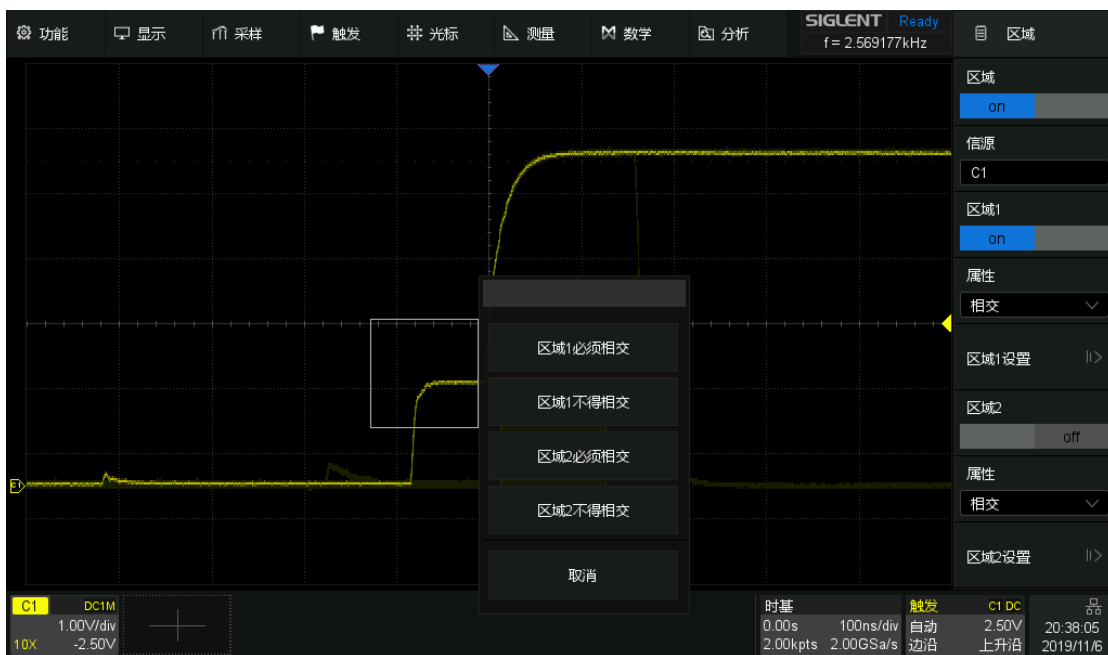 功能 显示 采样 触发 光标 测量 数学 分析
SIGLENT Ready
f = 2.569177kHz
区域
区域
on
信源
C1
区域1
on
属性
相交
区域1设置
区域2
off
属性
相交
区域2设置
区域1必须相交
区域1不得相交
区域2必须相交
区域2不得相交
取消
C1
C1 DC1M
1.00V/div
10X -2.50V
时基
0.00s 100ns/div
2.00kpts 2.00GSa/s
触发 C1 DC
自动 2.50V
边沿 上升沿
20:38:05
2019/11/6